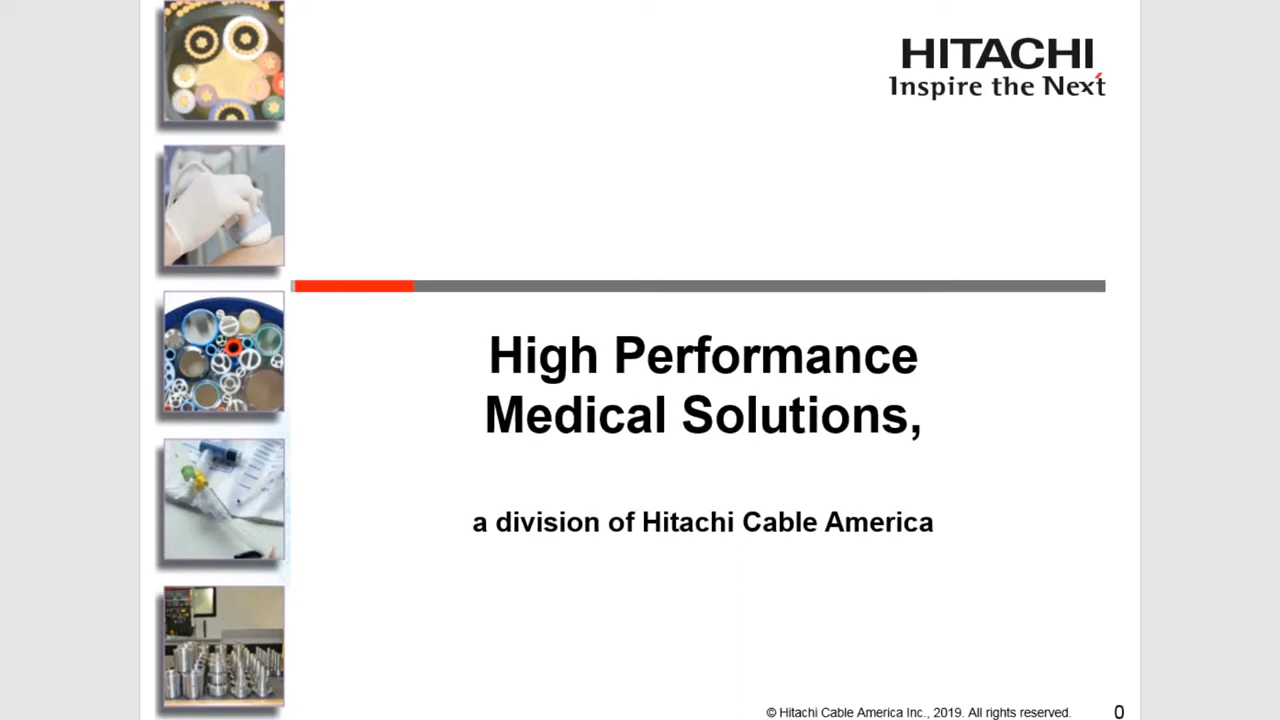 HITACHI
Inspire the Next
High Performance
Medical Solutions,
a division of Hitachi Cable America
© Hitachi Cable America Inc., 2019. All rights reserved.
0